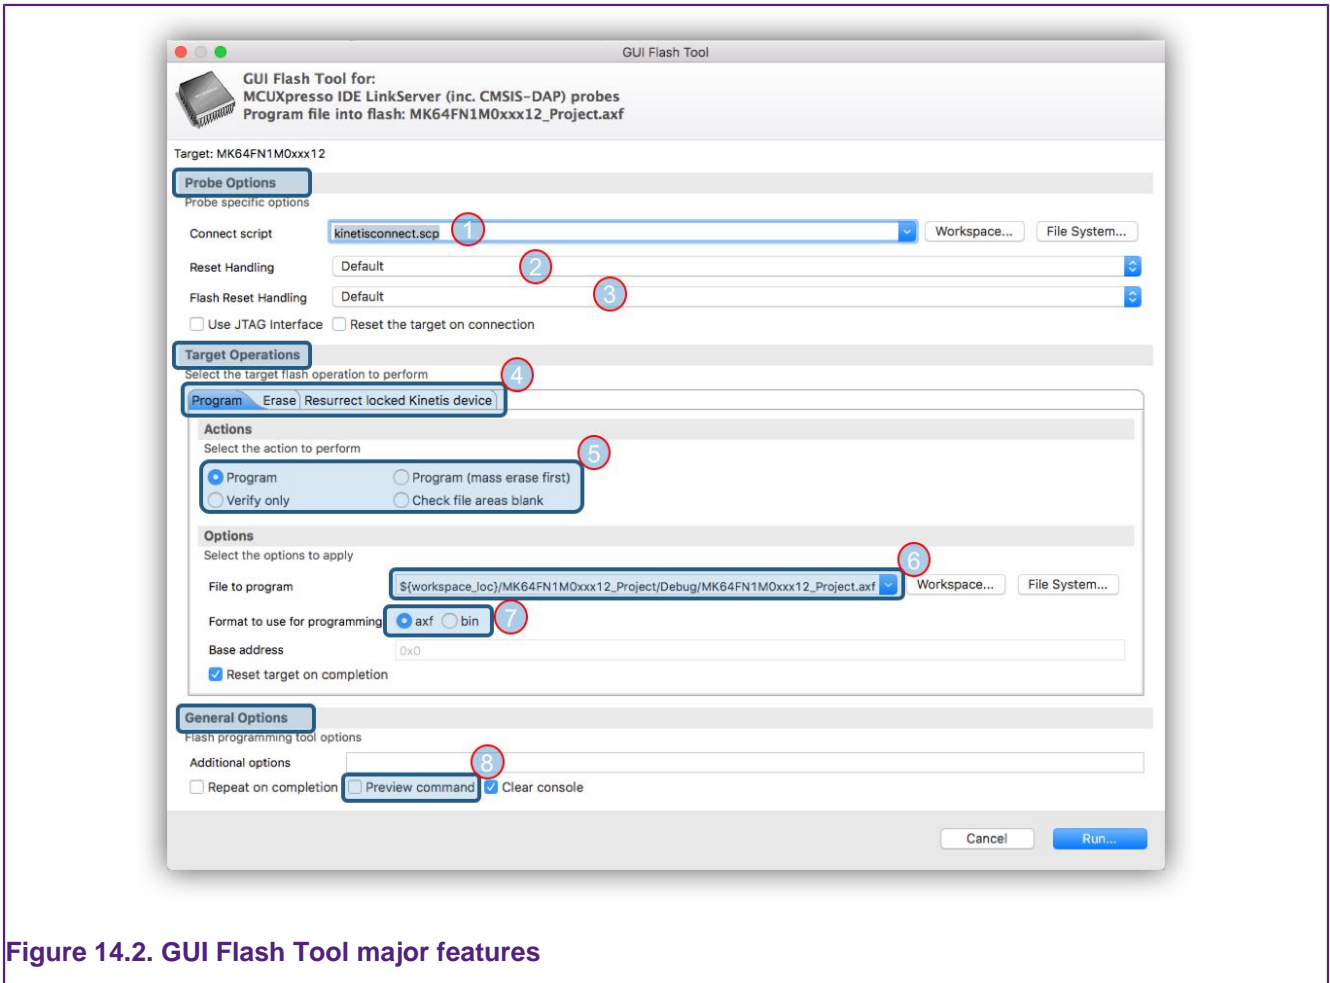 GUI Flash Tool
GUI Flash Tool for:
MCUXpresso IDE LinkServer (inc. CMSIS-DAP) probes
Program file into flash: MK64FN1M0xxx12_Project.axf
Target: MK64FN1M0xxx12
Probe Options
Probe specific options
Connect script kinetisconnect.scp 1 Workspace... File System...
Reset Handling Default 2
Flash Reset Handling Default 3
Use JTAG Interface Reset the target on connection
Target Operations
Select the target flash operation to perform 4
Program Erase Resurrect locked Kinetis device
Actions
Select the action to perform 5
Program Program (mass erase first)
Verify only Check file areas blank
Options
Select the options to apply 6
File to program ${workspace_loc}/MK64FN1M0xxx12_Project/Debug/MK64FN1M0xxx12_Project.axf Workspace... File System...
Format to use for programming axf bin 7
Base address 0x0
Reset target on completion
General Options
Flash programming tool options
Additional options 8
Repeat on completion Preview command Clear console
Cancel Run...
Figure 14.2. GUI Flash Tool major features